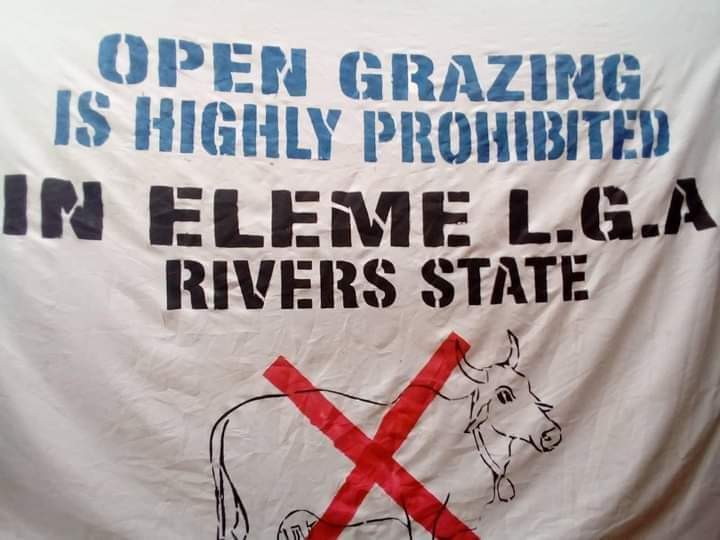 OPEN GRAZING
IS HIGHLY PROHIBITED
IN ELEME L.G.A
RIVERS STATE